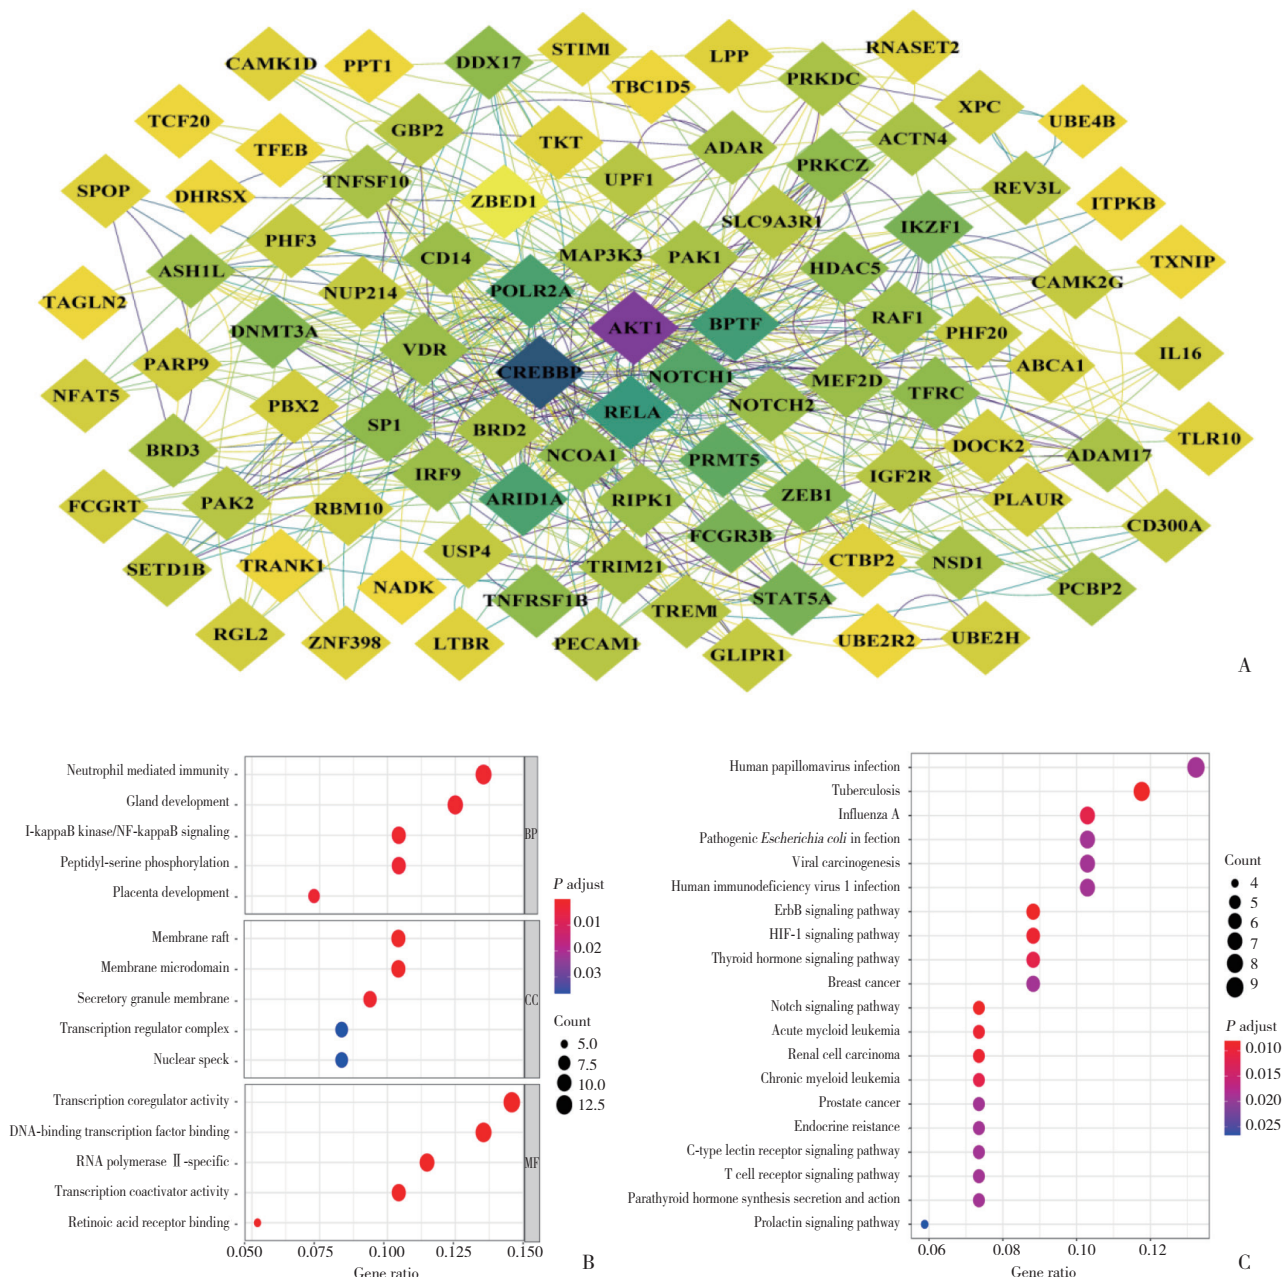 CAMK1D
PPT1
DDX17
STIM1
TBC1D5
LPP
PRKDC
RNASET2
XPC
UBE4B
TCF20
TFEB
GBP2
TKT
ADAR
ACTN4
SPOP
DHRSX
TNFSF10
ZBED1
UPF1
PRKCZ
REV3L
ITPKB
SLC9A3R1
IKZF1
PHF3
ASH1L
NUP214
CD14
MAP3K3
PAK1
HDAC5
CAMK2G
TXNIP
TAGLN2
DNMT3A
POLR2A
AKT1
BPTF
RAF1
PHF20
VDR
PARP9
CREBBP
NOTCH1
MEF2D
ABCA1
IL16
NFAT5
PBX2
SP1
BRD2
RELA
NOTCH2
TFRC
BRD3
IRF9
NCOA1
PRMT5
IGF2R
DOCK2
ADAM17
TLR10
FCGRT
PAK2
RBM10
ARID1A
RIPK1
ZEB1
PLAUR
CD300A
SETD1B
TRANK1
USP4
TRIM21
FCGR3B
CTBP2
NSD1
PCBP2
NADK
TNFRSF1B
TREM1
STAT5A
RGL2
ZNF398
LTBR
PECAM1
GLIPR1
UBE2R2
UBE2H
A
Neutrophil mediated immunity
Gland development
I-kappaB kinase/NF-kappaB signaling
Peptidyl-serine phosphorylation
Placenta development
BP
Membrane raft
Membrane microdomain
Secretory granule membrane
Transcription regulator complex
Nuclear speck
CC
Transcription coregulator activity
DNA-binding transcription factor binding
RNA polymerase Ⅱ-specific
Transcription coactivator activity
Retinoic acid receptor binding
MF
0.050 0.075 0.100 0.125 0.150
Gene ratio
P adjust
0.01
0.02
0.03
Count
5.0
7.5
10.0
12.5
B
Human papillomavirus infection
Tuberculosis
Influenza A
Pathogenic Escherichia coli in fection
Viral carcinogenesis
Human immunodeficiency virus 1 infection
ErbB signaling pathway
HIF-1 signaling pathway
Thyroid hormone signaling pathway
Breast cancer
Notch signaling pathway
Acute myeloid leukemia
Renal cell carcinoma
Chronic myeloid leukemia
Prostate cancer
Endocrine reistance
C-type lectin receptor signaling pathway
T cell receptor signaling pathway
Parathyroid hormone synthesis secretion and action
Prolactin signaling pathway
0.06 0.08 0.10 0.12
Gene ratio
Count
4
5
6
7
8
9
P adjust
0.010
0.015
0.020
0.025
C